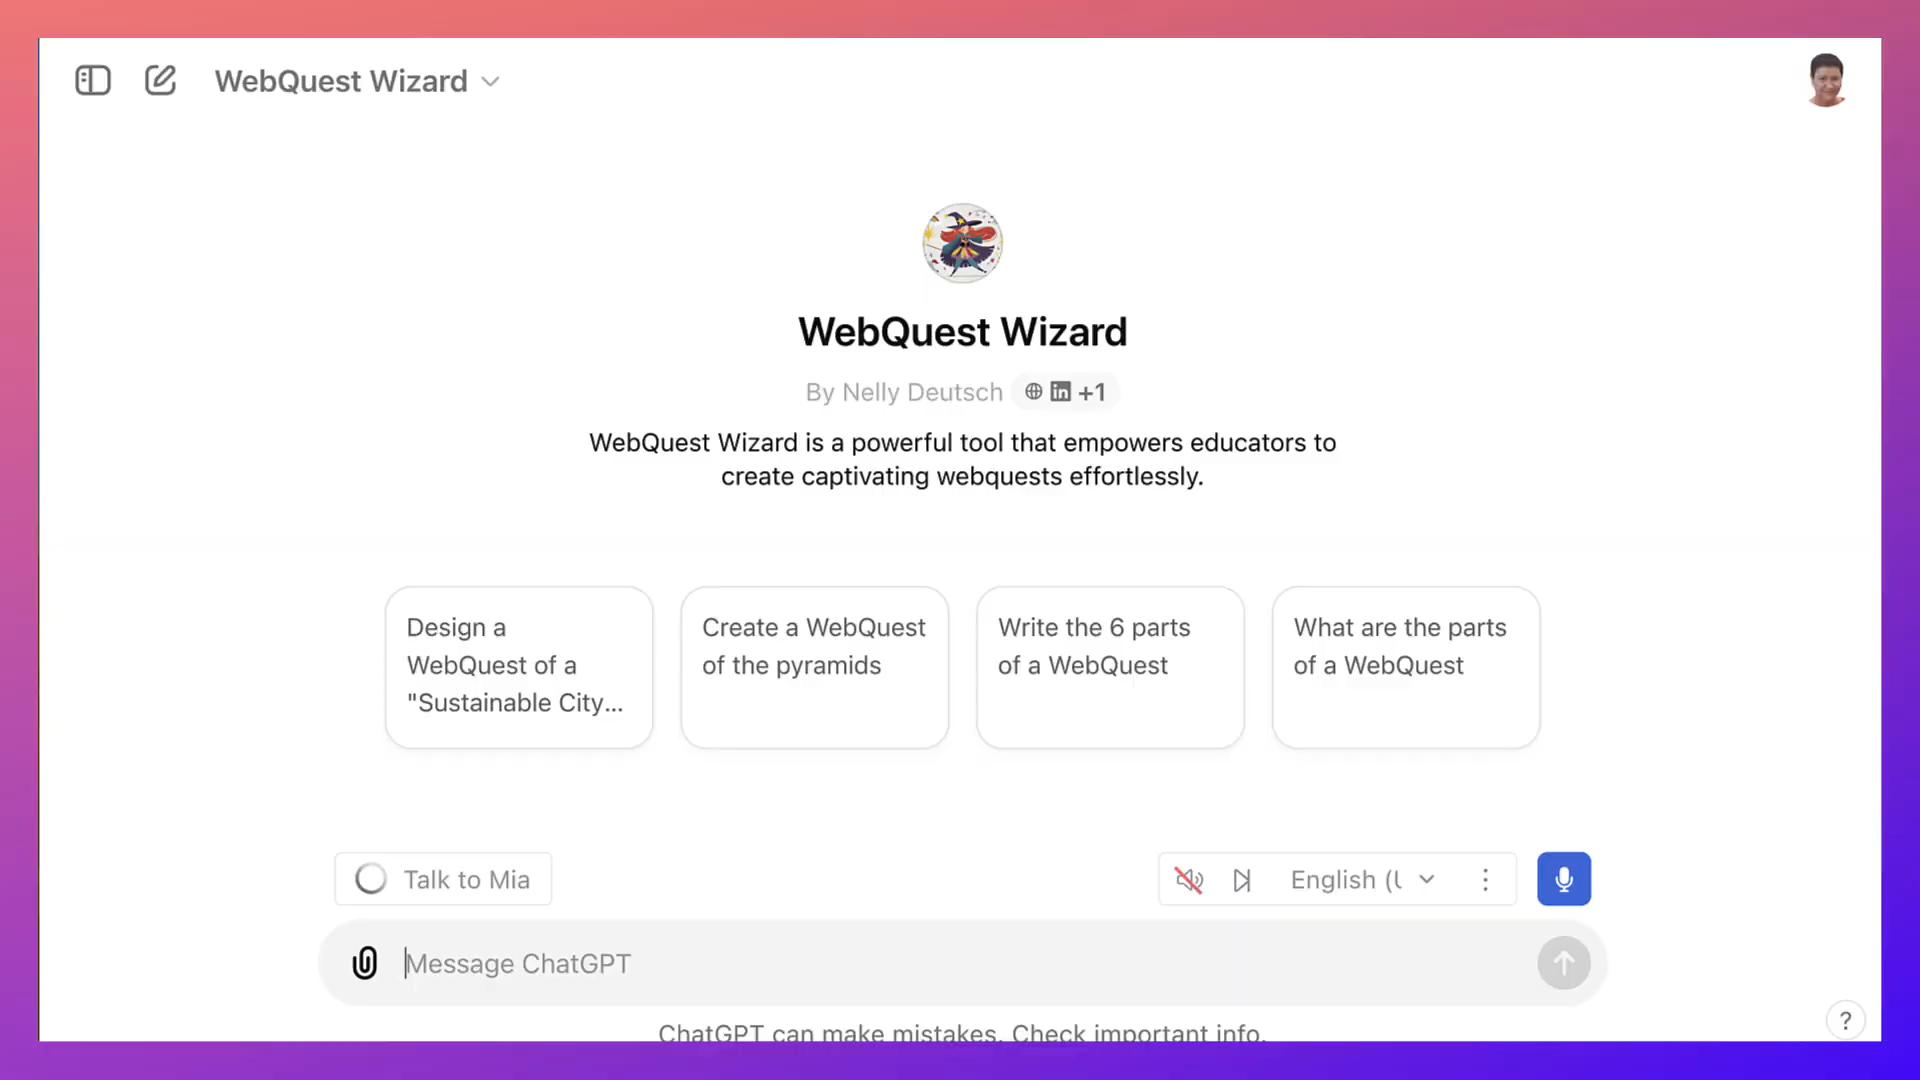 WebQuest Wizard
WebQuest Wizard
By Nelly Deutsch in +1
WebQuest Wizard is a powerful tool that empowers educators to
create captivating webquests effortlessly.
Design a
WebQuest of a
"Sustainable City...
Create a WebQuest
of the pyramids
Write the 6 parts
of a WebQuest
What are the parts
of a WebQuest
Talk to Mia
English (U
Message ChatGPT
ChatGPT can make mistakes. Check important info.
?